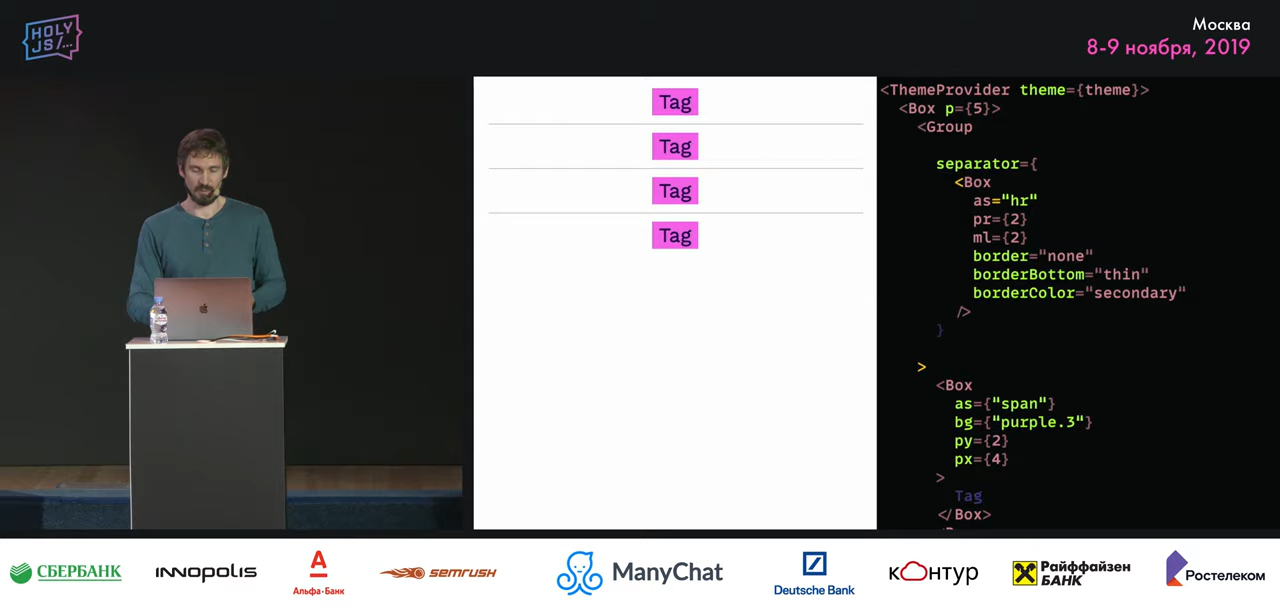 HOLY
JS/...
Москва
8-9 ноября, 2019
Tag
Tag
Tag
Tag
<ThemeProvider theme={theme}>
<Box p={5}>
<Group
separator={
<Box
as="hr"
pr={2}
ml={2}
border="none"
borderBottom="thin"
borderColor="secondary"
/>
}
>
<Box
as={"span"}
bg={"purple.3"}
py={2}
px={4}
>
Tag
</Box>
СБЕРБАНК
INNOPOLIS
А
Альфа·Банк
SEMRUSH
ManyChat
Deutsche Bank
контур
Райффайзен
БАНК
Ростелеком